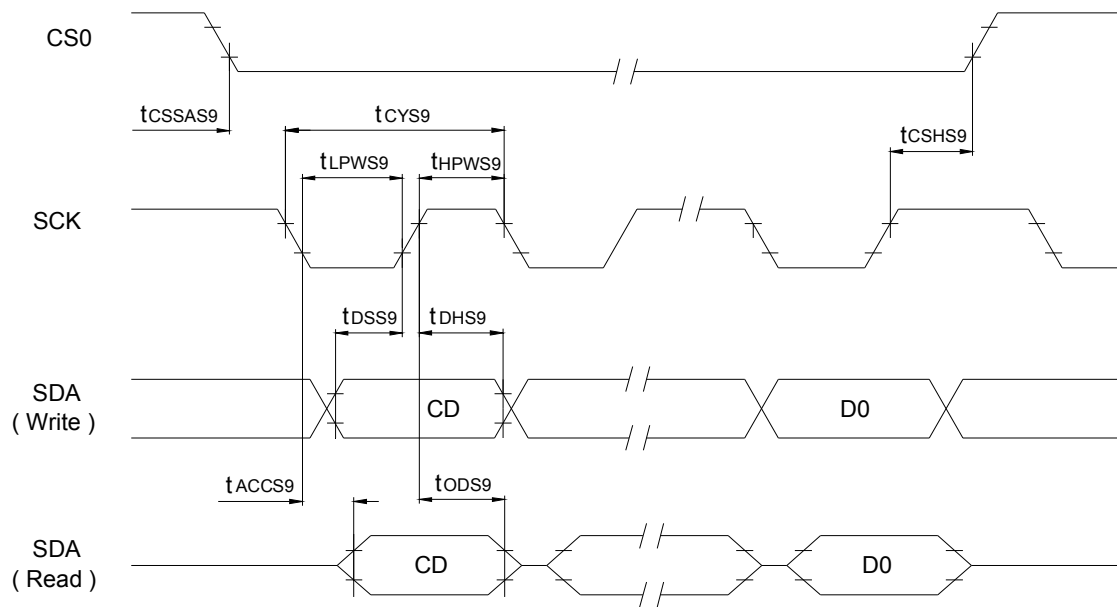 CS0
tCSSAS9
tCYS9
tCSHS9
tLPWS9
tHPWS9
SCK
tDSS9
tDHS9
SDA
( Write )
CD
D0
tACCS9
tODS9
SDA
( Read )
CD
D0